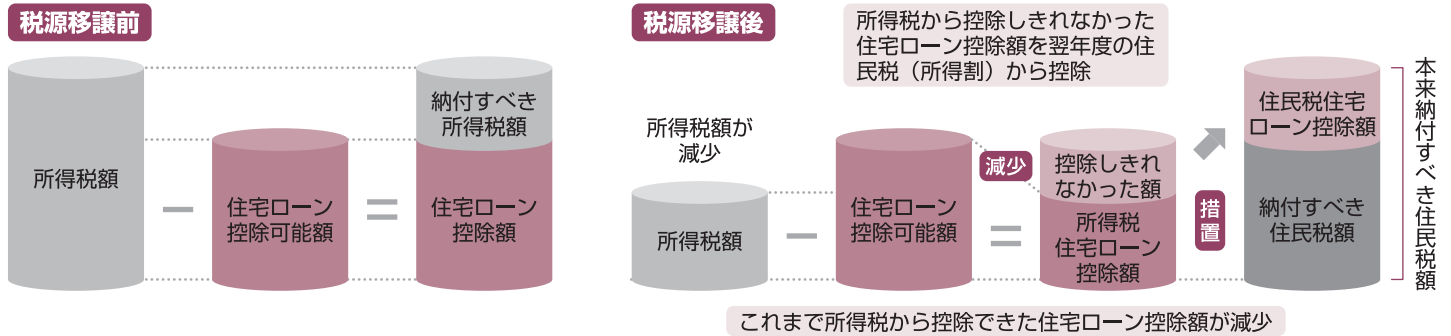 税源移譲前
所得税額
住宅ローン
控除可能額
納付すべき
所得税額
住宅ローン
控除額
税源移譲後
所得税から控除しきれなかった
住宅ローン控除額を翌年度の住
民税（所得割）から控除
所得税額が
減少
所得税額
住宅ローン
控除可能額
減少
控除しきれ
なかった額
所得税
住宅ローン
控除額
措置
住民税住宅
ローン控除額
納付すべき
住民税額
本来納付すべき住民税額
これまで所得税から控除できた住宅ローン控除額が減少